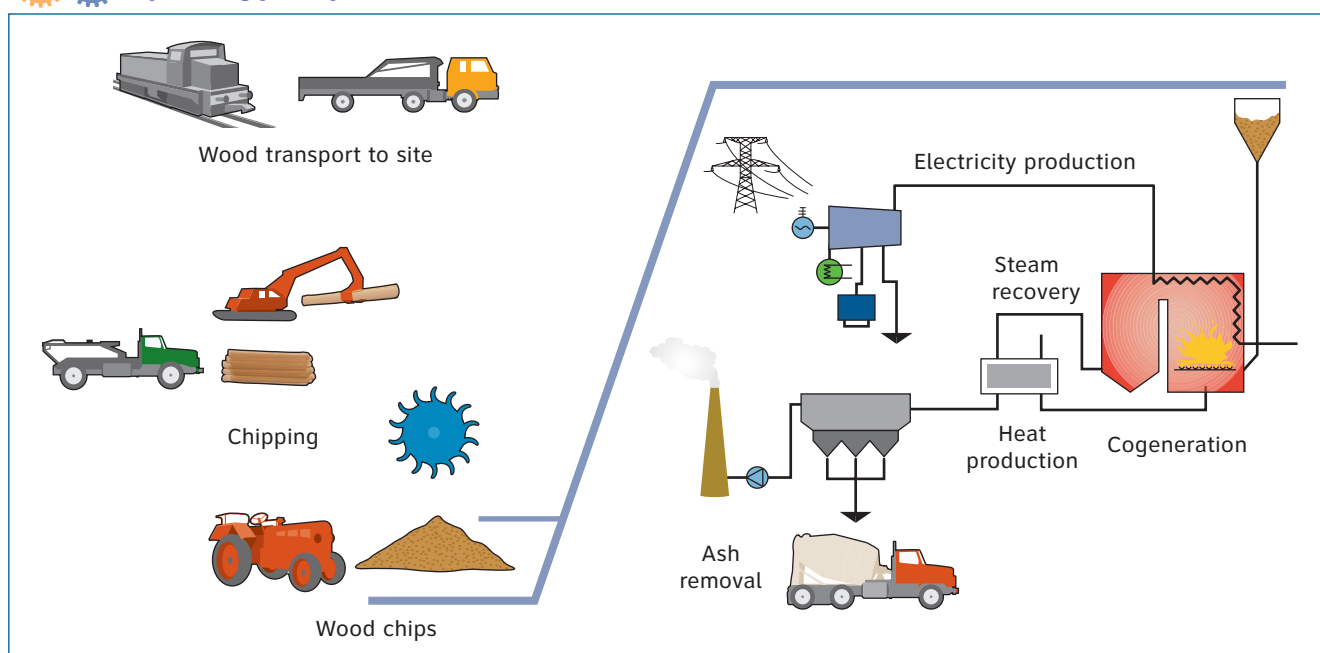 Wood transport to site
Electricity production
Steam
recovery
Chipping
Heat
production
Cogeneration
Ash
removal
Wood chips